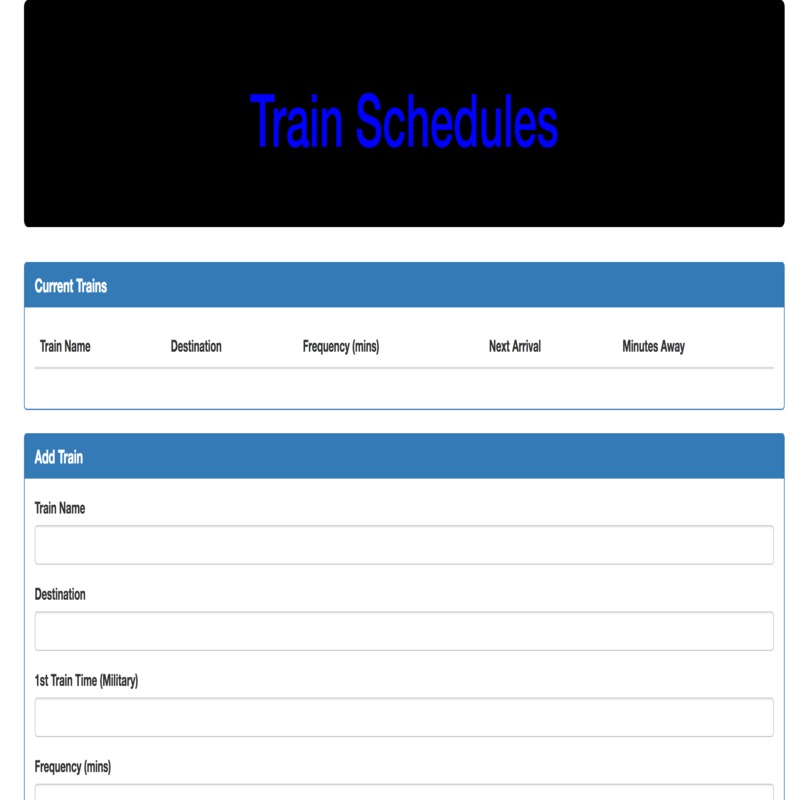 Train Schedules
Current Trains
Train Name Destination Frequency (mins) Next Arrival Minutes Away
Add Train
Train Name
Destination
1st Train Time (Military)
Frequency (mins)